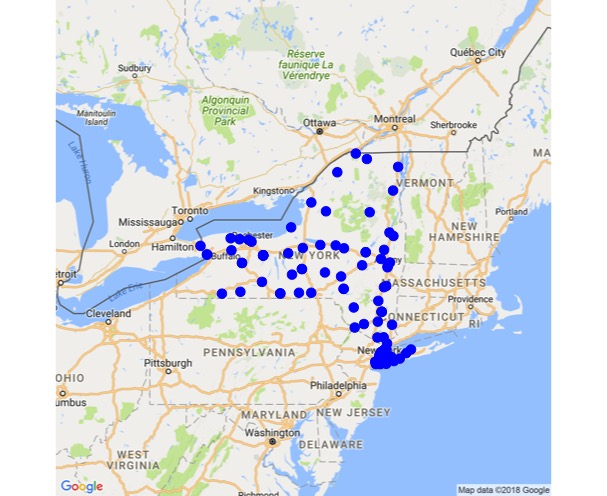 Québec City
Sudbury
Réserve
faunique La
Vérendrye
Algonquin
Provincial
Park
Manitoulin
Island
Ottawa
Montreal
Sherbrooke
MA
Lake Huron
Kingston
VERMONT
Toronto
Mississauga
Portland
Hamilton
London
NEW
HAMPSHIRE
NEW YORK
Buffalo
etroit
Lake Erie
MASSACHUSETTS
Providence
Cleveland
CONNECTICUT
RI
PENNSYLVANIA
New York
Pittsburgh
OHIO
Philadelphia
umbus
MARYLAND
NEW JERSEY
Washington
DELAWARE
WEST
VIRGINIA
Google
Richmond
Map data ©2018 Google